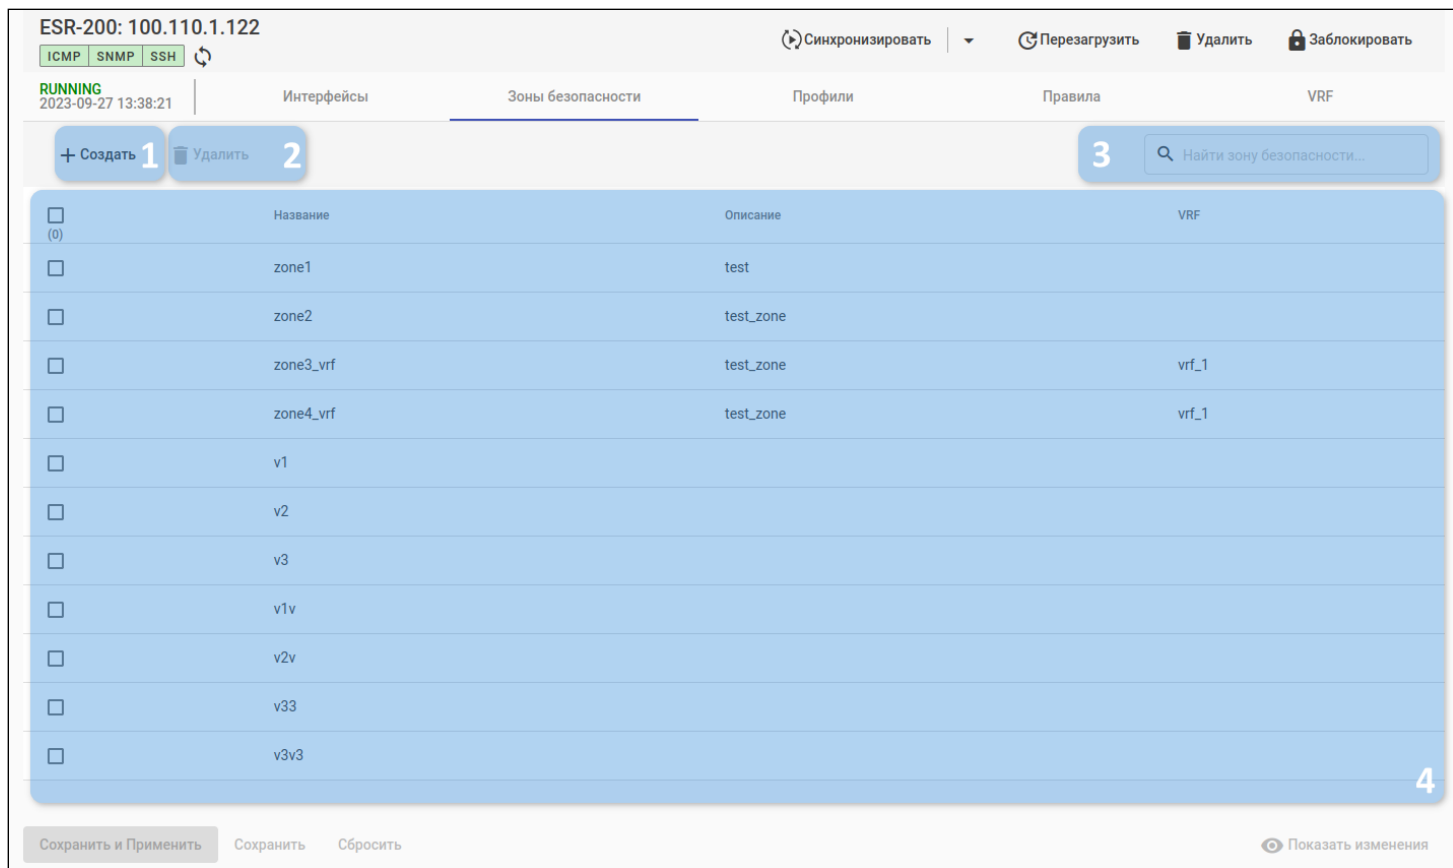 ESR-200: 100.110.1.122
ICMP SNMP SSH
Синхронизировать Перезагрузить Удалить Заблокировать
RUNNING
2023-09-27 13:38:21
Интерфейсы Зоны безопасности Профили Правила VRF
Создать 1 Удалить 2 3 Найти зону безопасности...
(0) Название Описание VRF
zone1 test
zone2 test_zone
zone3_vrf test_zone vrf_1
zone4_vrf test_zone vrf_1
v1
v2
v3
v1v
v2v
v33
v3v3
4
Сохранить и Применить Сохранить Сбросить Показать изменения